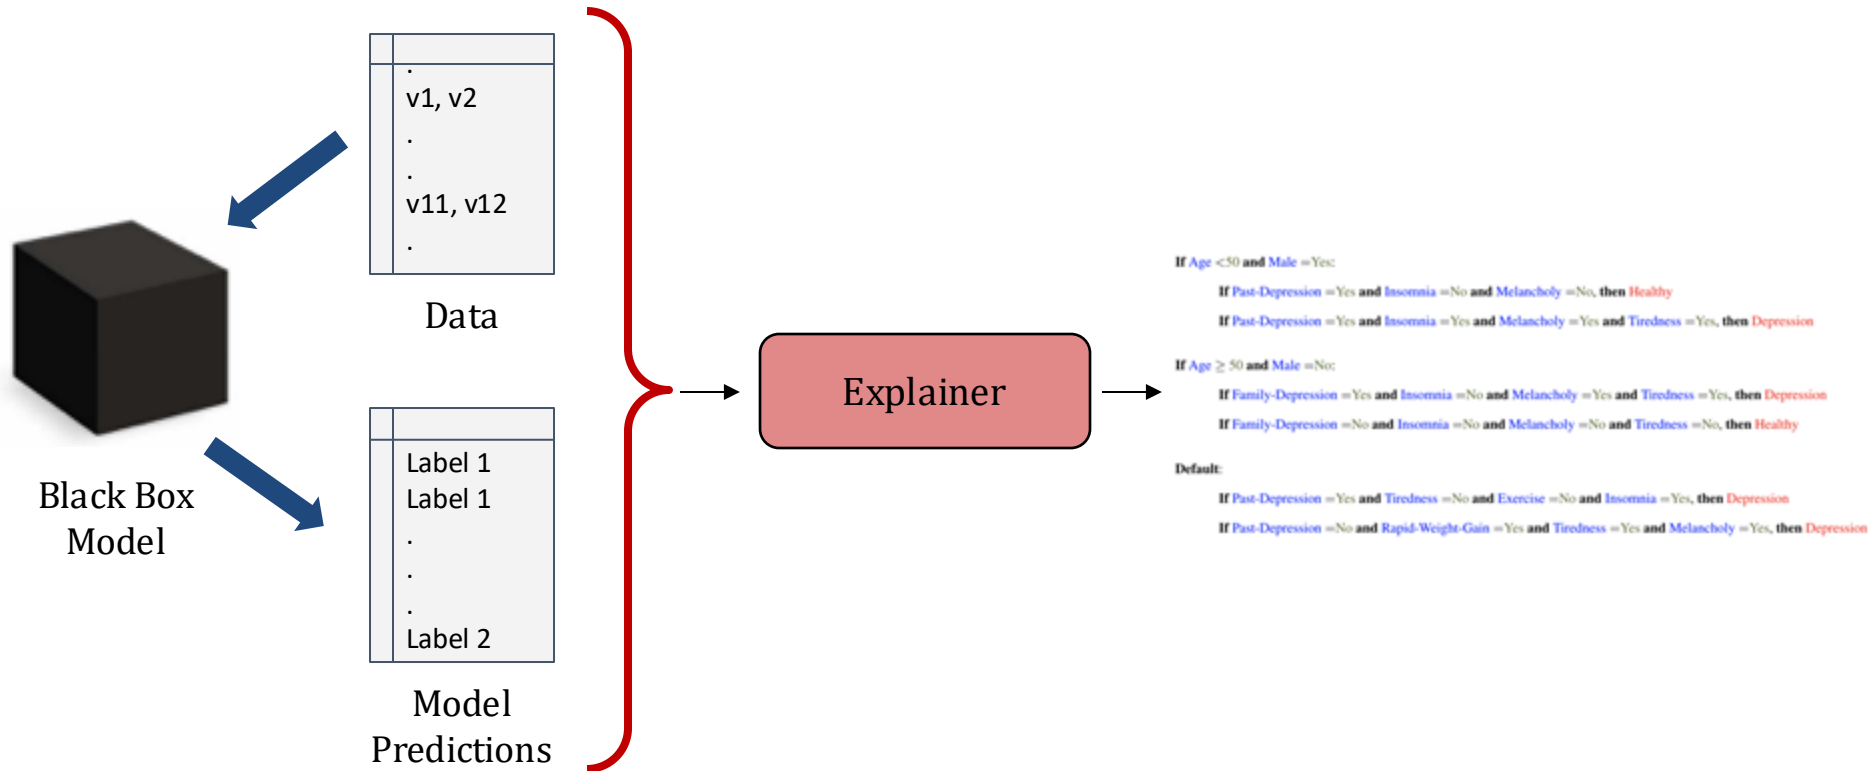 .
v1, v2
.
.
v11, v12
.
Data
Black Box
Model
Label 1
Label 1
.
.
.
Label 2
Model
Predictions
Explainer
If Age <50 and Male =Yes:
If Past-Depression =Yes and Insomnia =No and Melancholy =No, then Healthy
If Past-Depression =Yes and Insomnia =Yes and Melancholy =Yes and Tiredness =Yes, then Depression
If Age ≥ 50 and Male =No:
If Family-Depression =Yes and Insomnia =No and Melancholy =Yes and Tiredness =Yes, then Depression
If Family-Depression =No and Insomnia =No and Melancholy =No and Tiredness =No, then Healthy
Default:
If Past-Depression =Yes and Tiredness =No and Exercise =No and Insomnia =Yes, then Depression
If Past-Depression =No and Rapid-Weight-Gain =Yes and Tiredness =Yes and Melancholy =Yes, then Depression